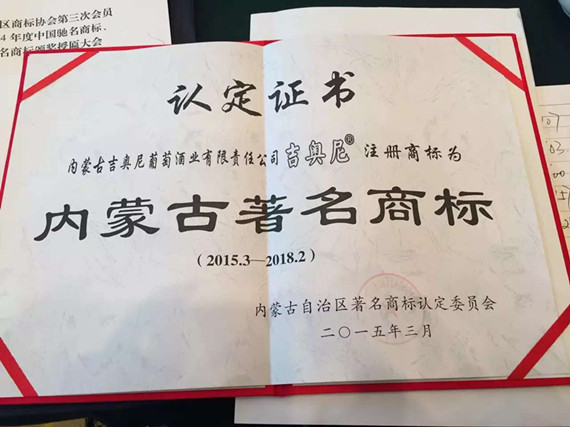 区商标协会第三次会员
4年度中国驰名商标、
名商标颁奖授匾大会
认定证书
内蒙古吉奥尼葡萄酒业有限责任公司吉奥尼®注册商标为
内蒙古著名商标
(2015.3—2018.2)
内蒙古自治区著名商标认定委员会
二〇一五年三月